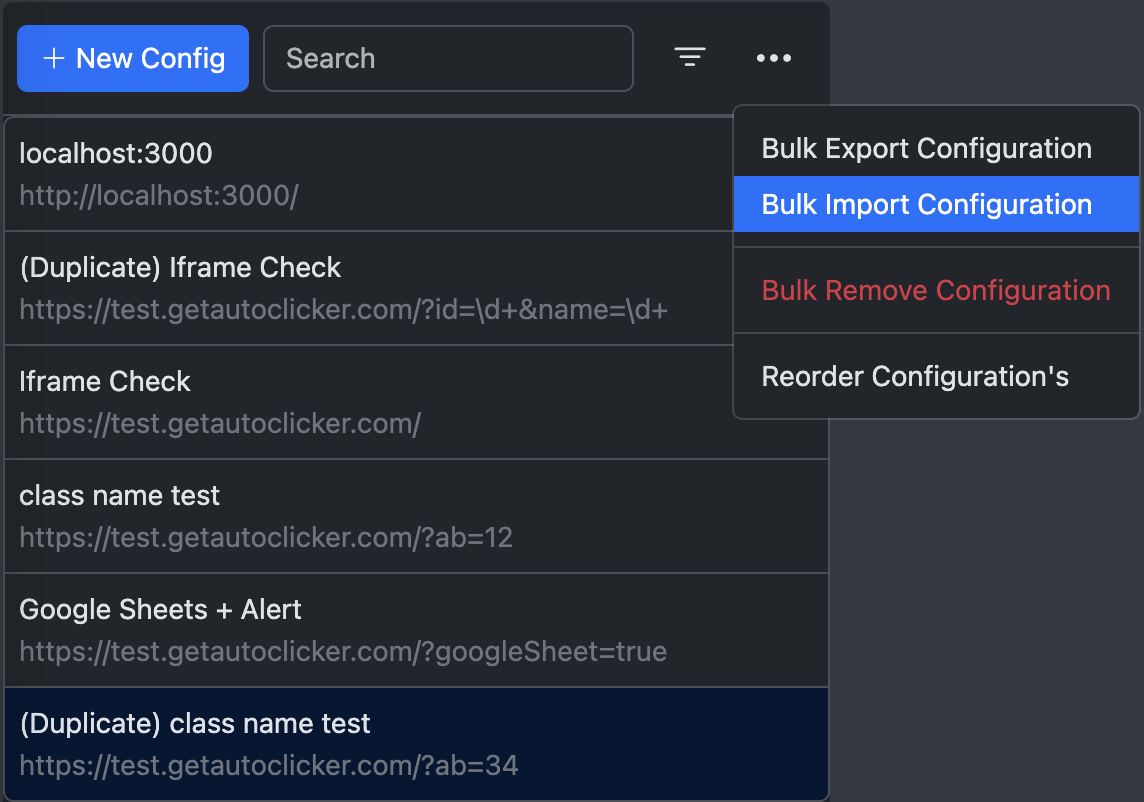 + New Config
Search
Bulk Export Configuration
Bulk Import Configuration
Bulk Remove Configuration
Reorder Configuration's
localhost:3000
http://localhost:3000/
(Duplicate) Iframe Check
https://test.getautoclicker.com/?id=\d+&name=\d+
Iframe Check
https://test.getautoclicker.com/
class name test
https://test.getautoclicker.com/?ab=12
Google Sheets + Alert
https://test.getautoclicker.com/?googleSheet=true
(Duplicate) class name test
https://test.getautoclicker.com/?ab=34